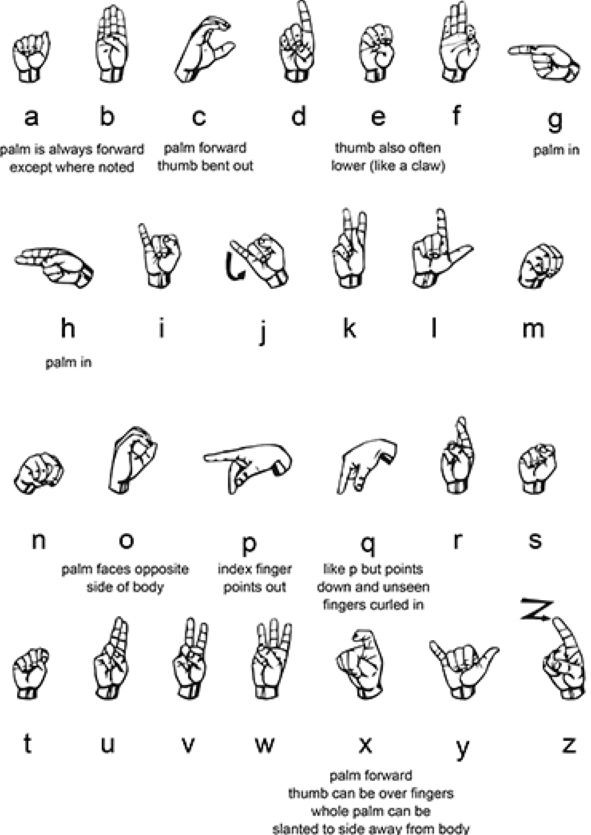 a b c d e f g
palm is always forward
except where noted
palm forward
thumb bent out
thumb also often
lower (like a claw)
palm in
h i j k l m
palm in
n o p q r s
palm faces opposite
side of body
index finger
points out
like p but points
down and unseen
fingers curled in
t u v w x y z
palm forward
thumb can be over fingers
whole palm can be
slanted to side away from body